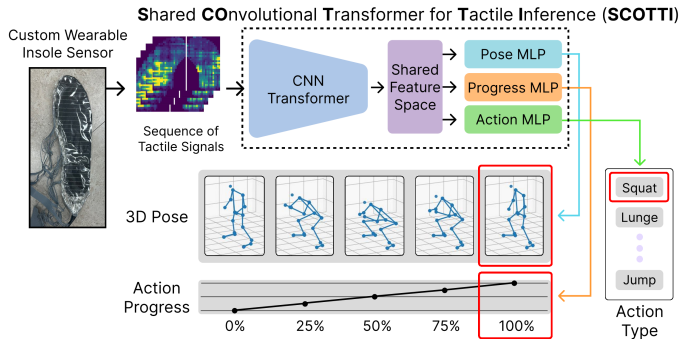 Shared COnvolutional Transformer for Tactile Inference (SCOTTI)
Custom Wearable
Insole Sensor
Sequence of
Tactile Signals
CNN
Transformer
Shared
Feature
Space
Pose MLP
Progress MLP
Action MLP
3D Pose
Action
Progress
0%
25%
50%
75%
100%
Squat
Lunge
Jump
Action
Type